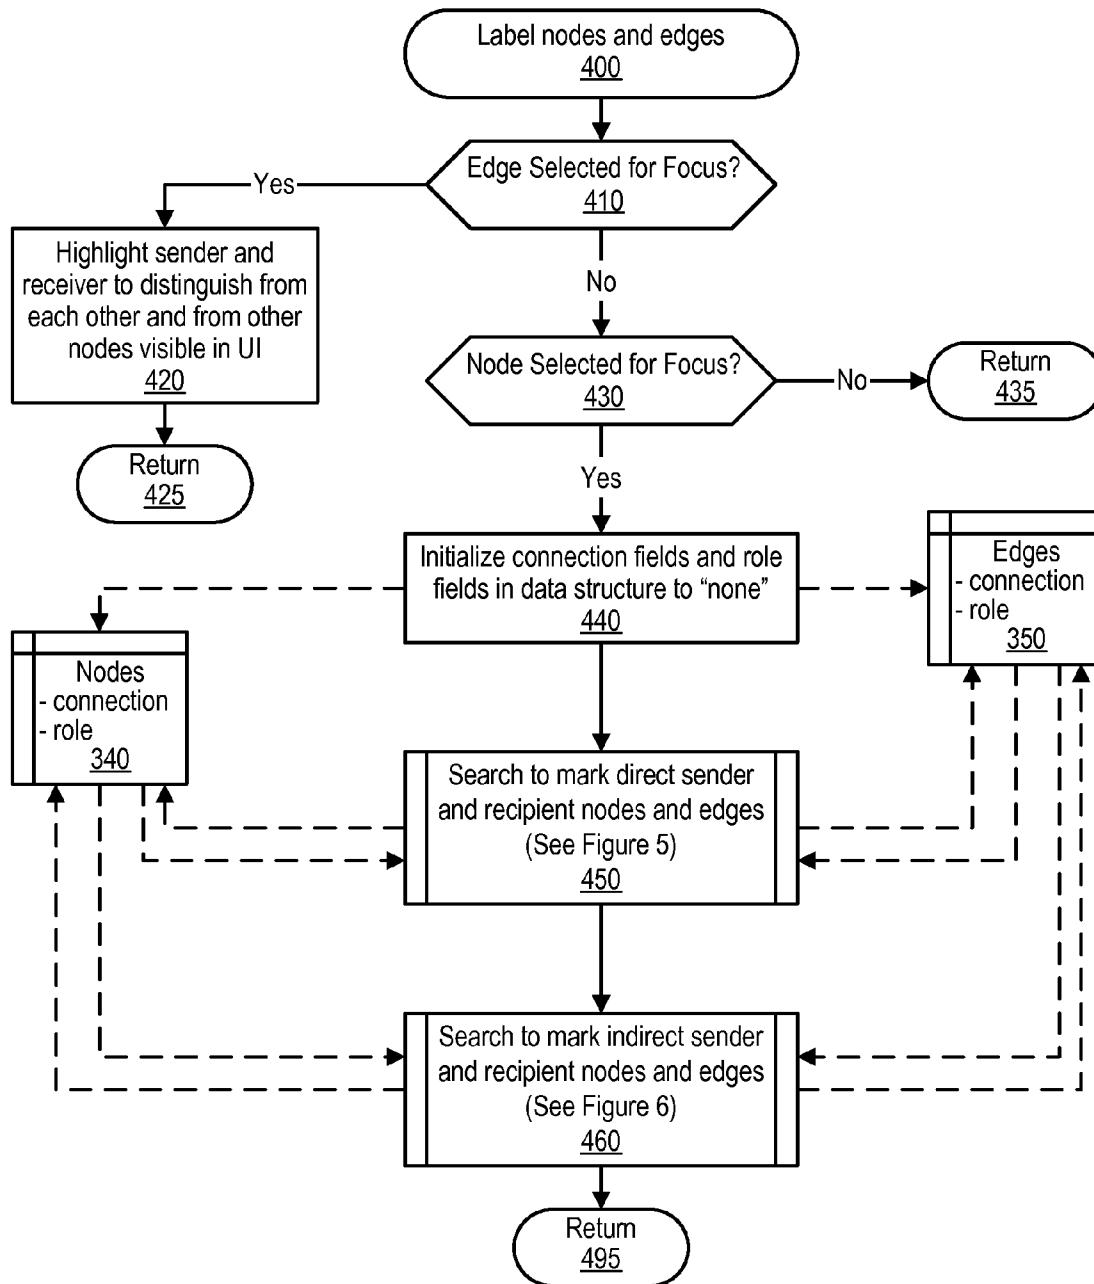 Label nodes and edges
400
Edge Selected for Focus?
410
Yes
No
Highlight sender and
receiver to distinguish from
each other and from other
nodes visible in UI
420
Return
425
Node Selected for Focus?
430
No
Return
435
Yes
Initialize connection fields and role
fields in data structure to “none”
440
Edges
- connection
- role
350
Nodes
- connection
- role
340
Search to mark direct sender
and recipient nodes and edges
(See Figure 5)
450
Search to mark indirect sender
and recipient nodes and edges
(See Figure 6)
460
Return
495